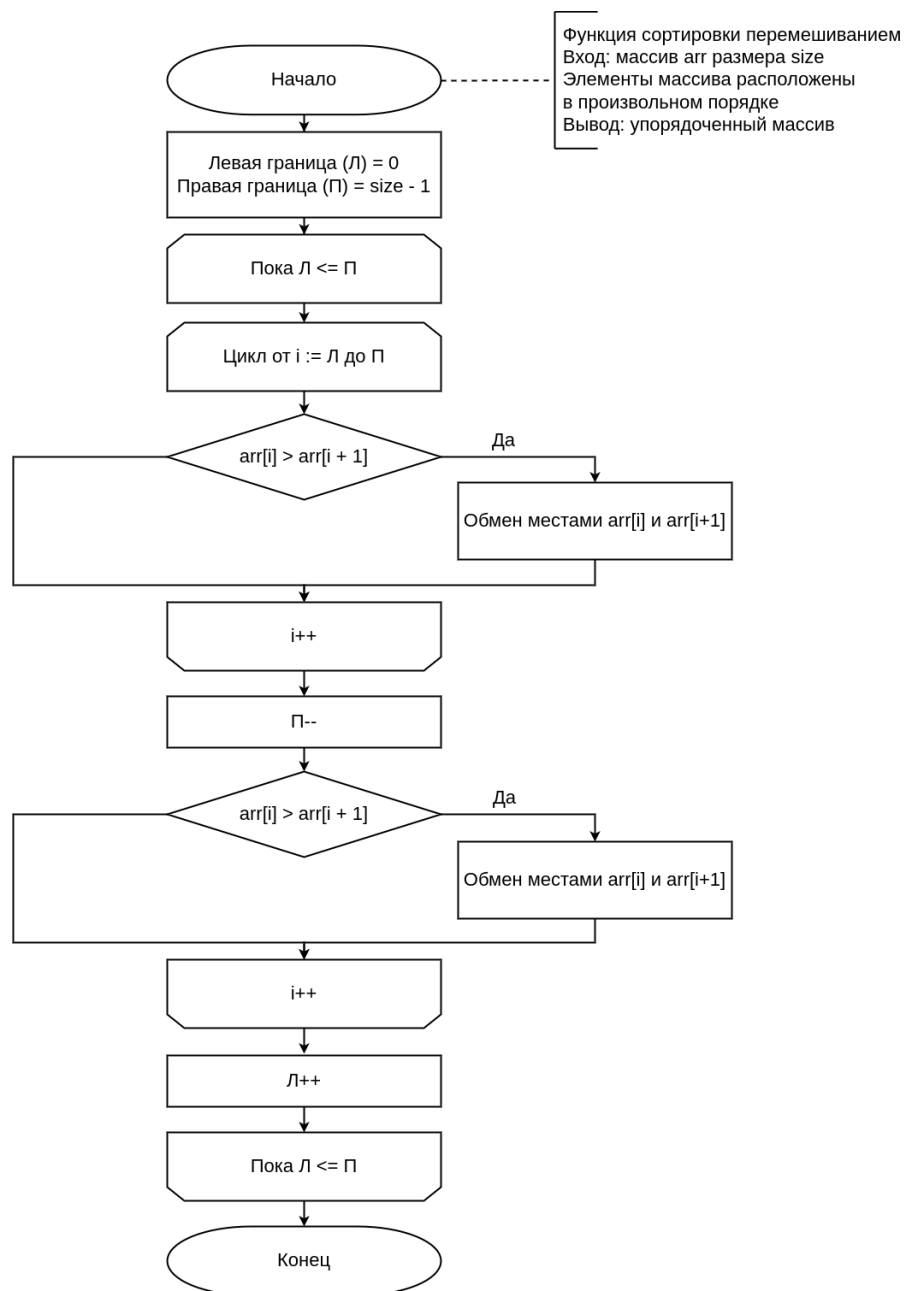 Функция сортировки перемешиванием
Вход: массив arr размера size
Элементы массива расположены
в произвольном порядке
Вывод: упорядоченный массив
Начало
Левая граница (Л) = 0
Правая граница (П) = size - 1
Пока Л <= П
Цикл от i := Л до П
arr[i] > arr[i + 1]
Да
Обмен местами arr[i] и arr[i+1]
i++
П--
arr[i] > arr[i + 1]
Да
Обмен местами arr[i] и arr[i+1]
i++
Л++
Пока Л <= П
Конец